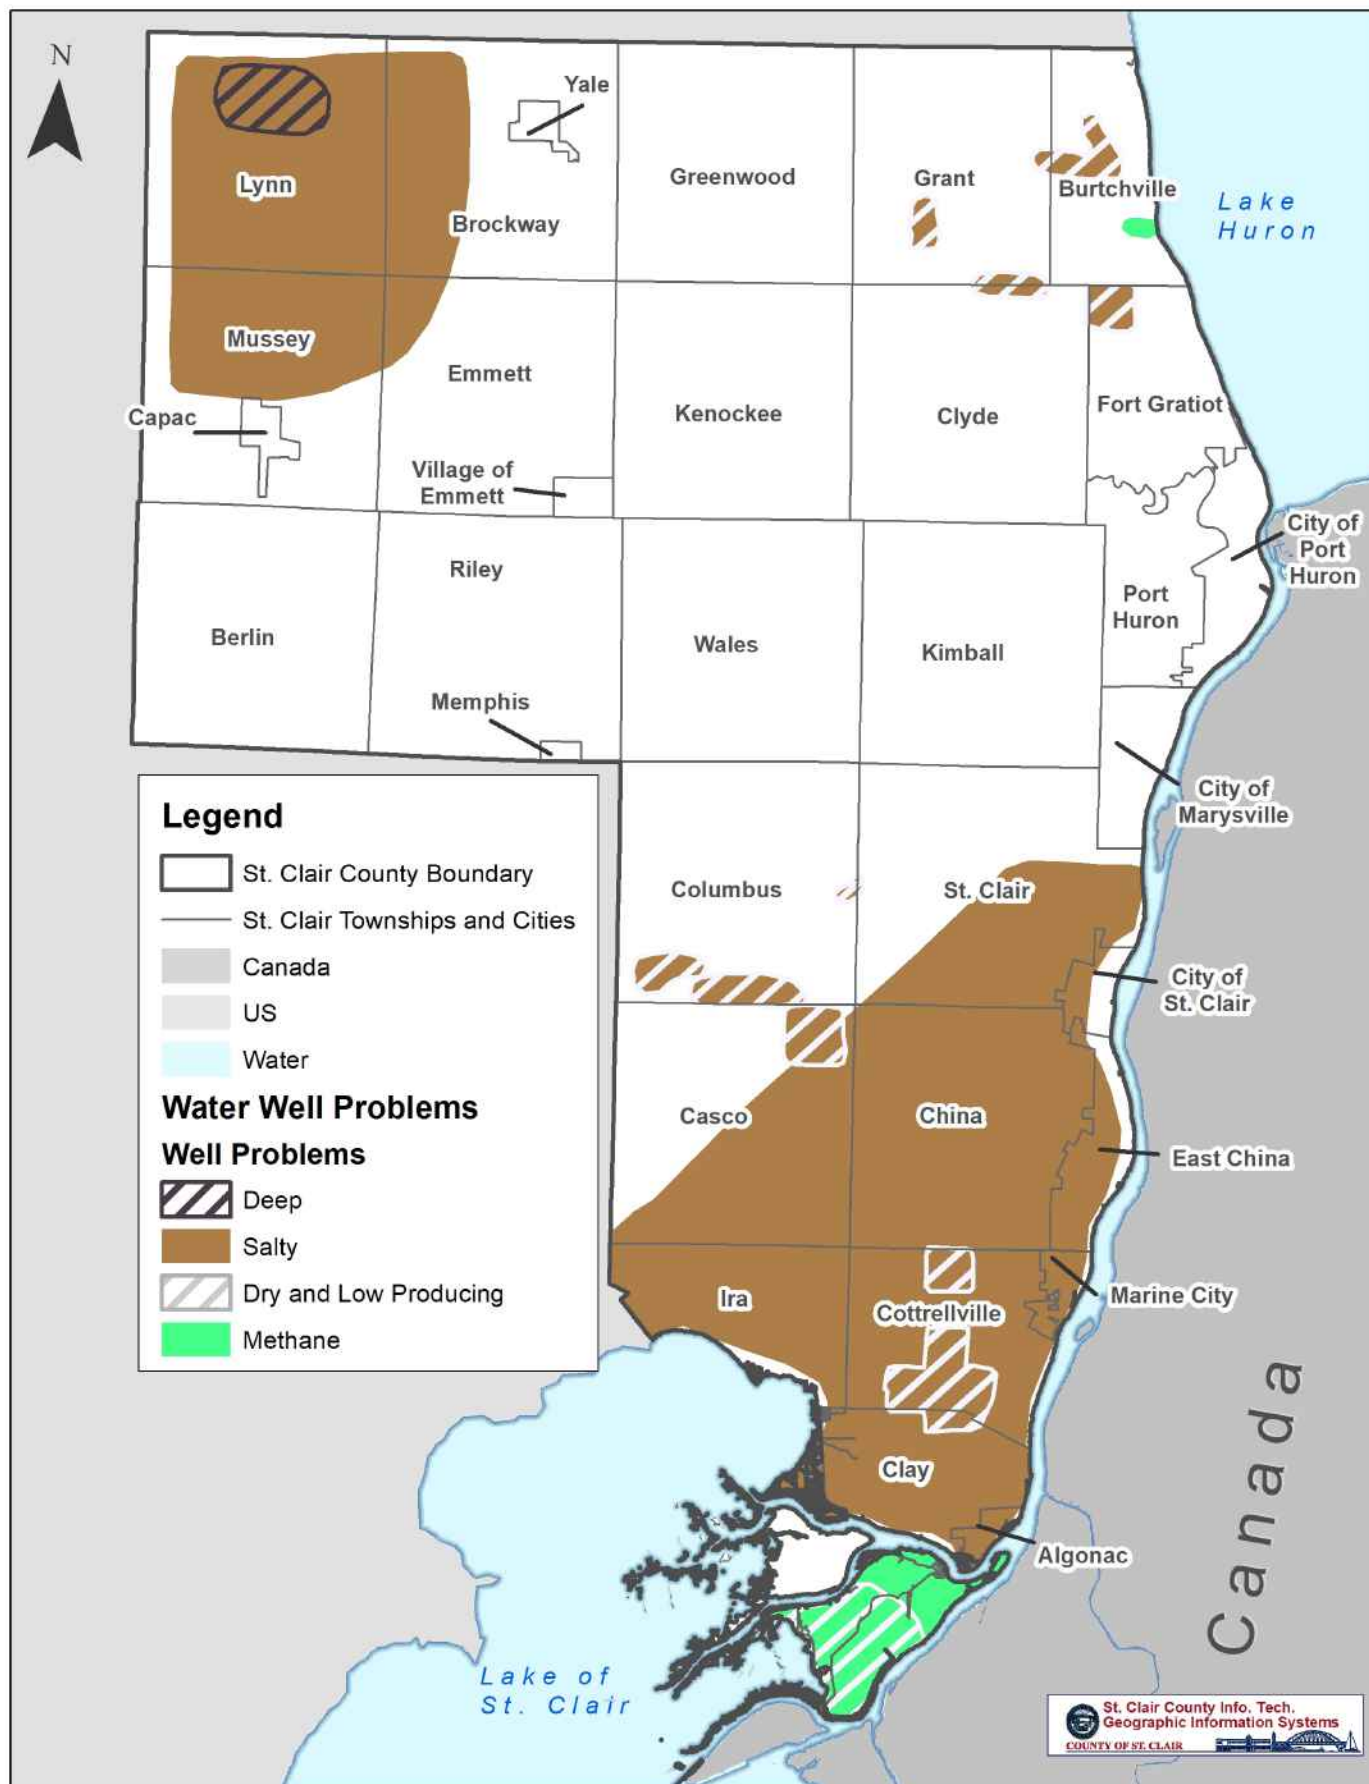 N
Yale
Lynn
Greenwood
Grant
Burtchville
Lake
Huron
Brockway
Mussey
Emmett
Capac
Kenockee
Clyde
Fort Gratiot
Village of
Emmett
City of
Port
Huron
Riley
Port
Huron
Berlin
Wales
Kimball
Memphis
City of
Marysville
Legend
St. Clair County Boundary
St. Clair Townships and Cities
Canada
US
Water
Water Well Problems
Well Problems
Deep
Salty
Dry and Low Producing
Methane
Columbus
St. Clair
City of
St. Clair
Casco
China
East China
Ira
Cottrellville
Marine City
Clay
Algonac
Canada
Lake of
St. Clair
St. Clair County Info. Tech.
Geographic Information Systems
COUNTY OF ST. CLAIR